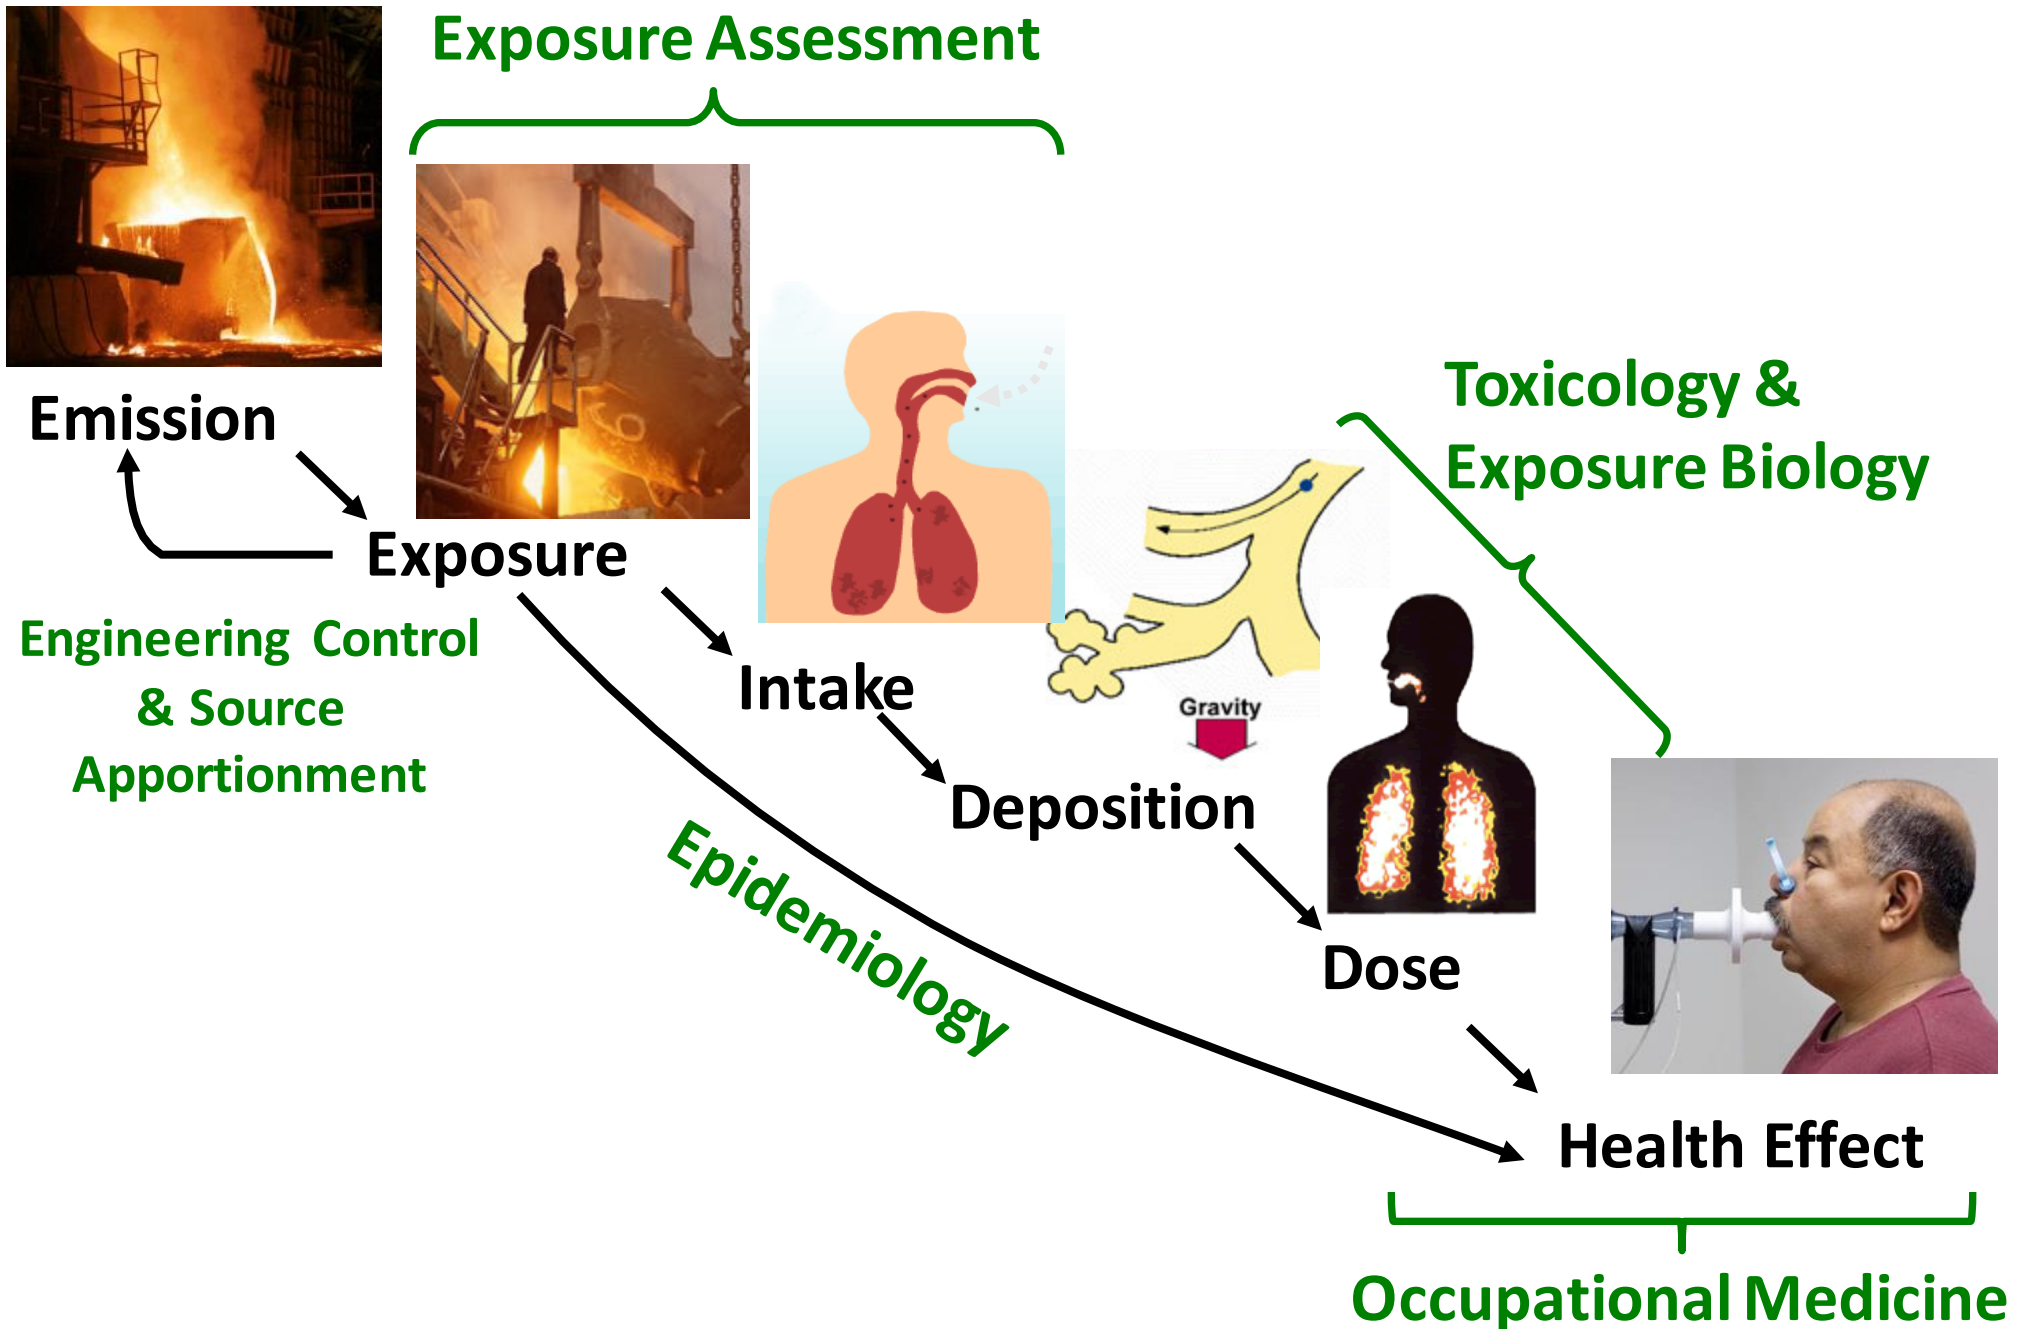 Exposure Assessment
Emission
Toxicology &
Exposure Biology
Exposure
Engineering Control
& Source
Apportionment
Intake
Gravity
Deposition
Epidemiology
Dose
Health Effect
Occupational Medicine